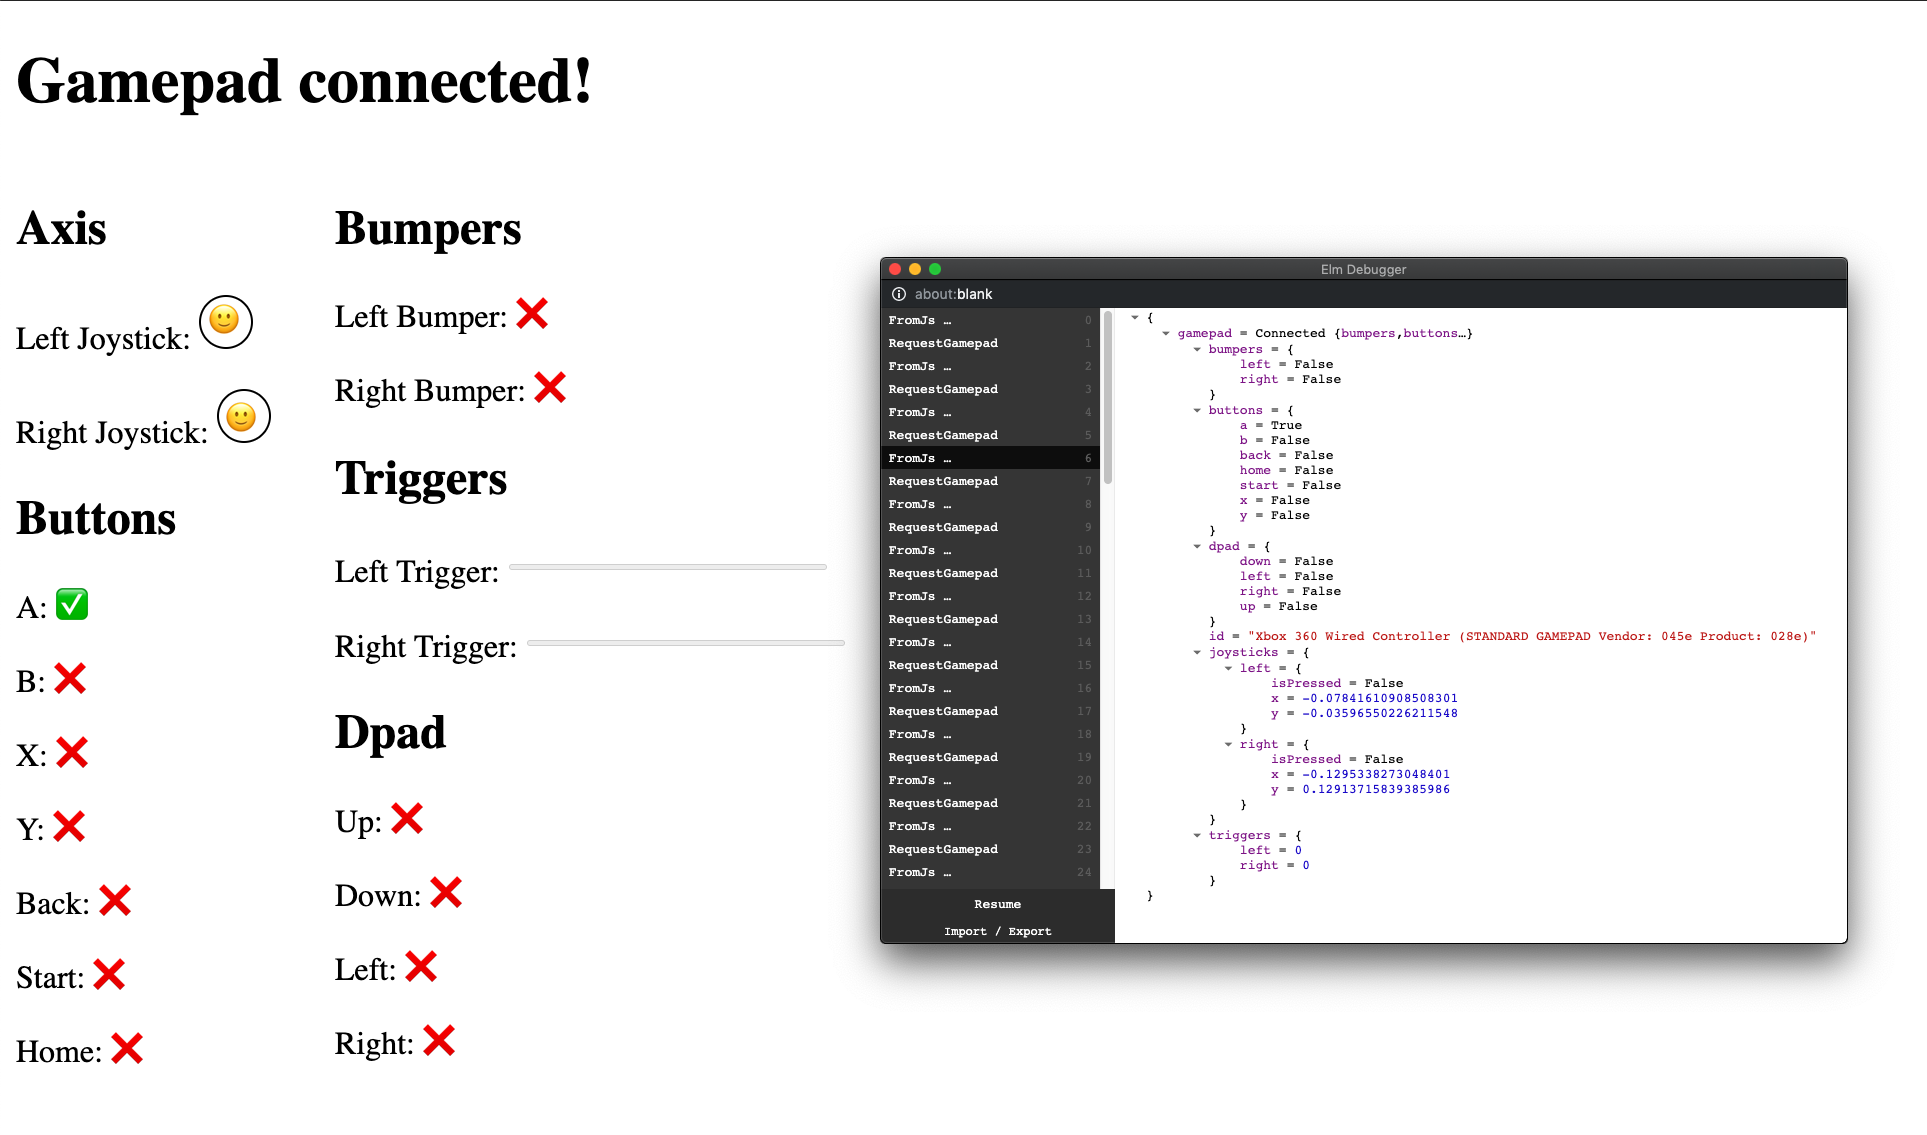 Gamepad connected!
Axis
Left Joystick:
Right Joystick:
Buttons
A:
B:
X:
Y:
Back:
Start:
Home:
Bumpers
Left Bumper:
Right Bumper:
Triggers
Left Trigger:
Right Trigger:
Dpad
Up:
Down:
Left:
Right:
Elm Debugger
about:blank
FromJs … 0
RequestGamepad 1
FromJs … 2
RequestGamepad 3
FromJs … 4
RequestGamepad 5
FromJs … 6
RequestGamepad 7
FromJs … 8
RequestGamepad 9
FromJs … 10
RequestGamepad 11
FromJs … 12
RequestGamepad 13
FromJs … 14
RequestGamepad 15
FromJs … 16
RequestGamepad 17
FromJs … 18
RequestGamepad 19
FromJs … 20
RequestGamepad 21
FromJs … 22
RequestGamepad 23
FromJs … 24
Resume
Import / Export
{
gamepad = Connected {bumpers,buttons…}
bumpers = {
left = False
right = False
}
buttons = {
a = True
b = False
back = False
home = False
start = False
x = False
y = False
}
dpad = {
down = False
left = False
right = False
up = False
}
id = "Xbox 360 Wired Controller (STANDARD GAMEPAD Vendor: 045e Product: 028e)"
joysticks = {
left = {
isPressed = False
x = -0.07841610908508301
y = -0.03596550226211548
}
right = {
isPressed = False
x = -0.1295338273048401
y = 0.12913715839385986
}
}
triggers = {
left = 0
right = 0
}
}